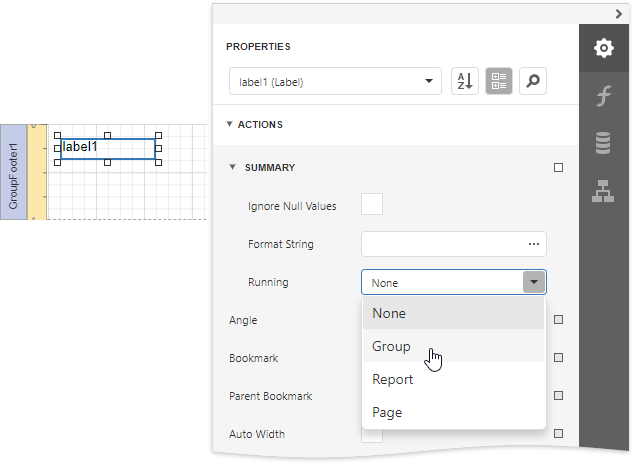 PROPERTIES
label1 (Label)
A
Z
ACTIONS
GroupFooter1
label1
SUMMARY
Ignore Null Values
Format String
...
Running
None
None
Angle
Group
Bookmark
Report
Parent Bookmark
Page
Auto Width